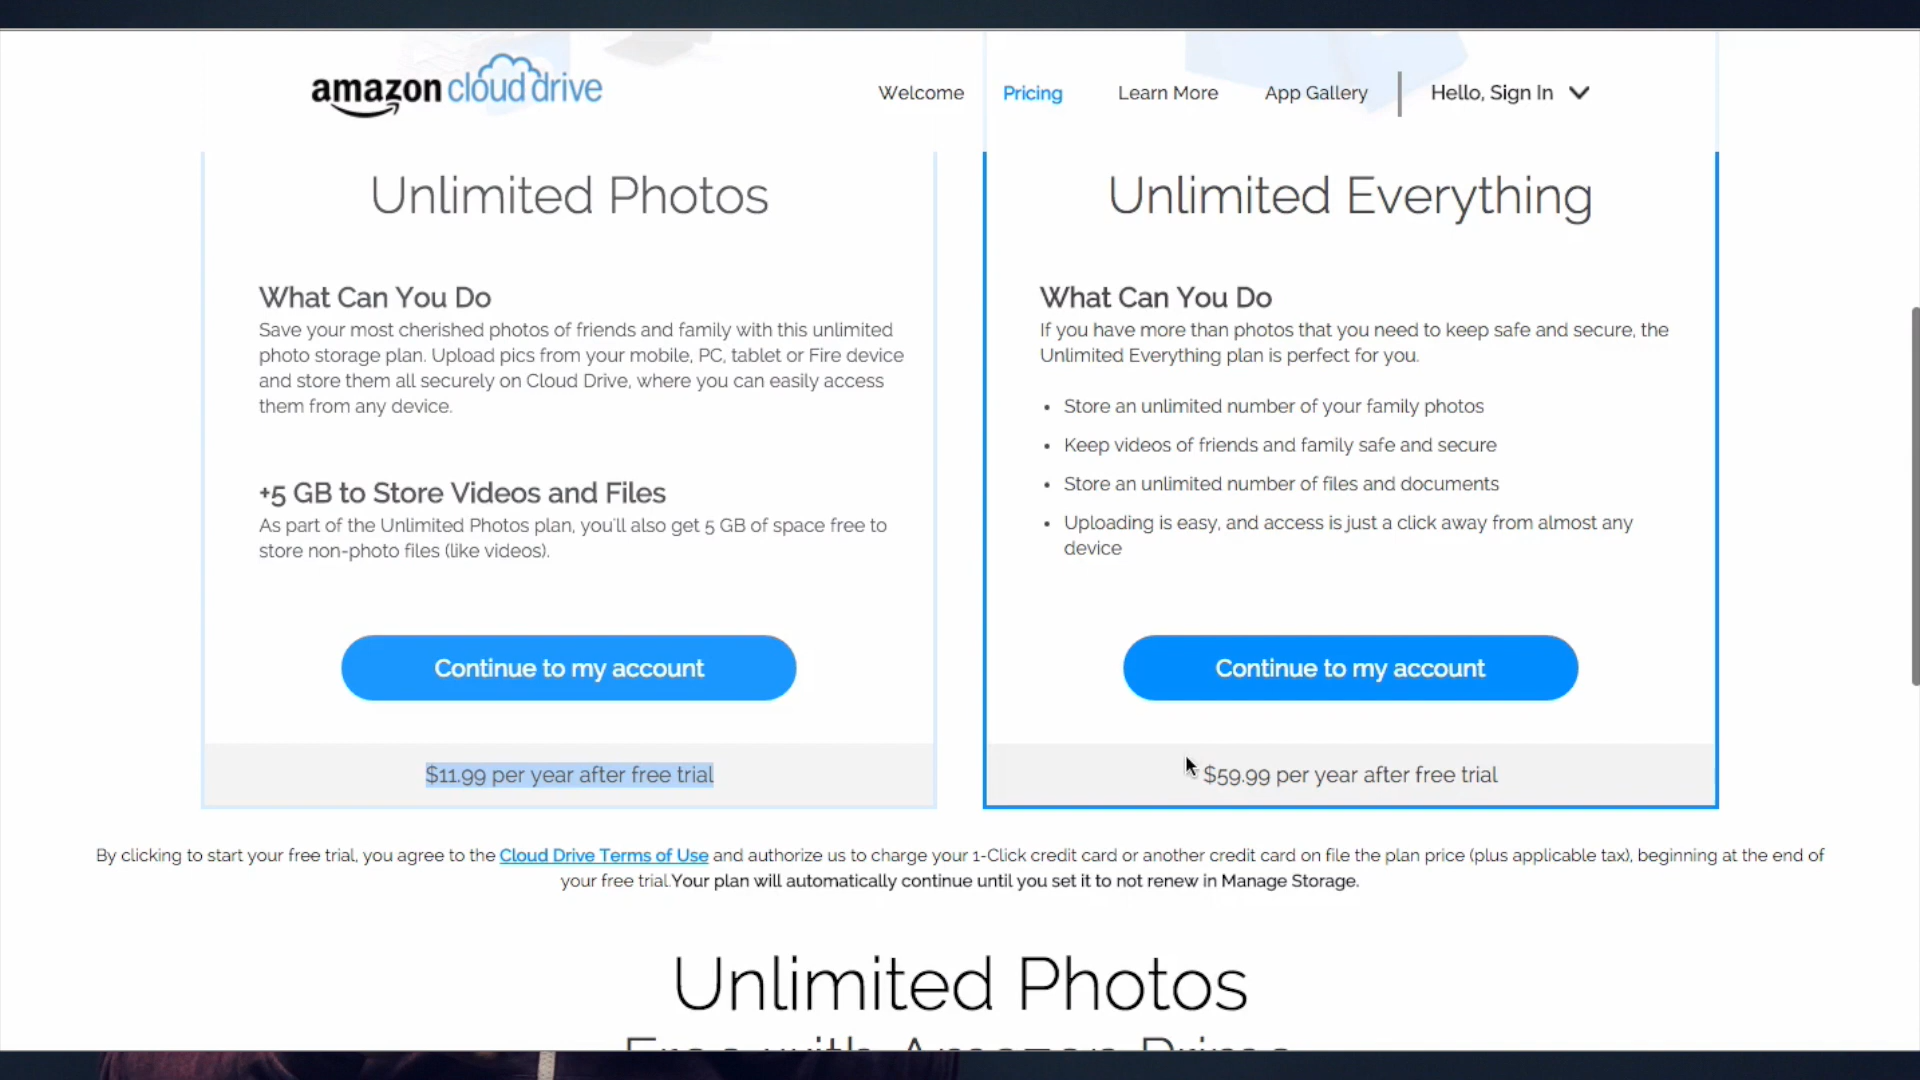 amazon cloud drive
Welcome
Pricing
Learn More
App Gallery
Hello, Sign In
Unlimited Photos
What Can You Do
Save your most cherished photos of friends and family with this unlimited
photo storage plan. Upload pics from your mobile, PC, tablet or Fire device
and store them all securely on Cloud Drive, where you can easily access
them from any device.
+5 GB to Store Videos and Files
As part of the Unlimited Photos plan, you'll also get 5 GB of space free to
store non-photo files (like videos).
Continue to my account
$11.99 per year after free trial
Unlimited Everything
What Can You Do
If you have more than photos that you need to keep safe and secure, the
Unlimited Everything plan is perfect for you.
• Store an unlimited number of your family photos
• Keep videos of friends and family safe and secure
• Store an unlimited number of files and documents
• Uploading is easy, and access is just a click away from almost any
device
Continue to my account
$59.99 per year after free trial
By clicking to start your free trial, you agree to the Cloud Drive Terms of Use and authorize us to charge your 1-Click credit card or another credit card on file the plan price (plus applicable tax), beginning at the end of
your free trial.Your plan will automatically continue until you set it to not renew in Manage Storage.
Unlimited Photos
Free with Amazon Prime